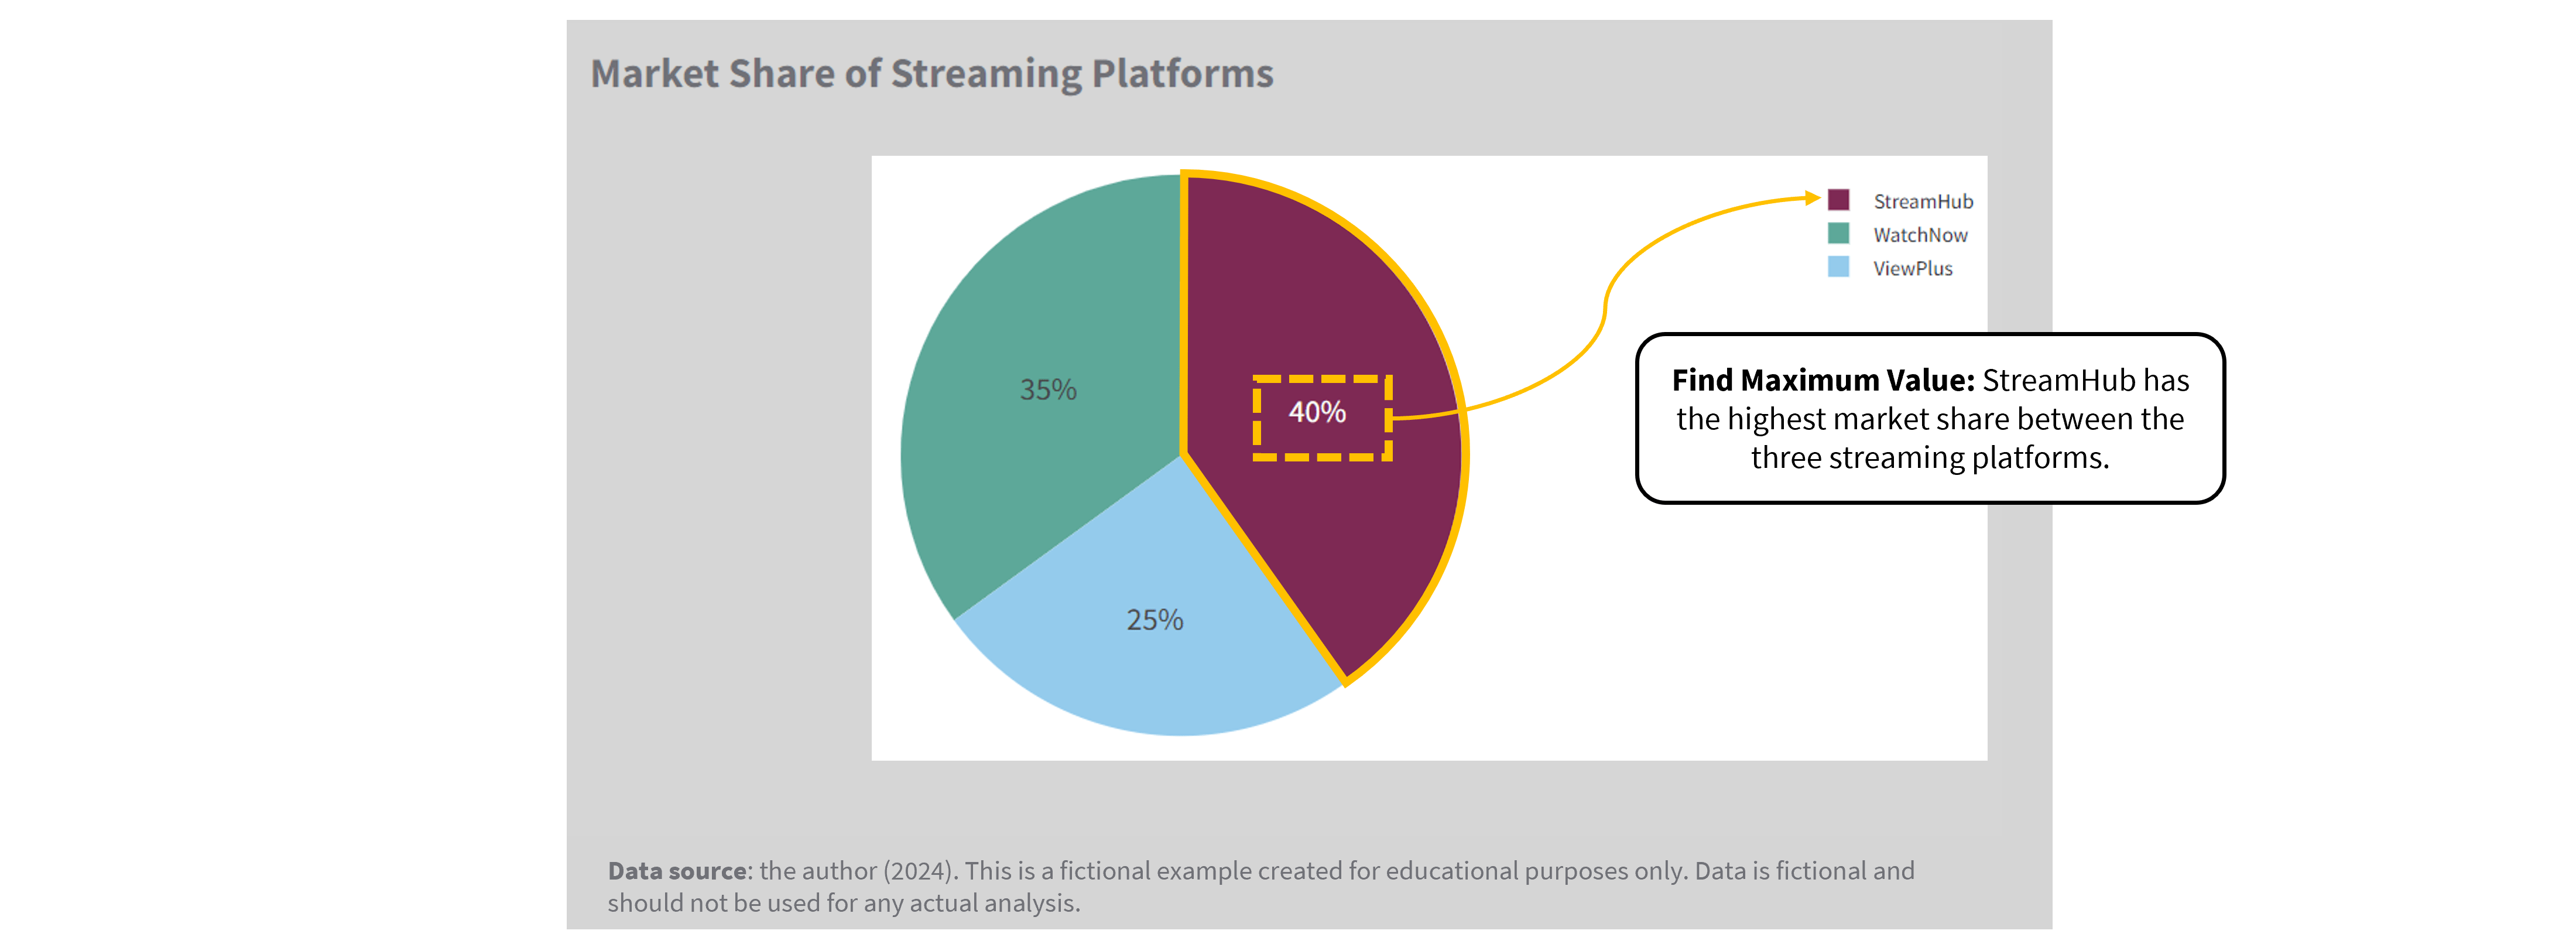 Market Share of Streaming Platforms
StreamHub
WatchNow
ViewPlus
35%
40%
25%
Find Maximum Value: StreamHub has
the highest market share between the
three streaming platforms.
Data source: the author (2024). This is a fictional example created for educational purposes only. Data is fictional and
should not be used for any actual analysis.